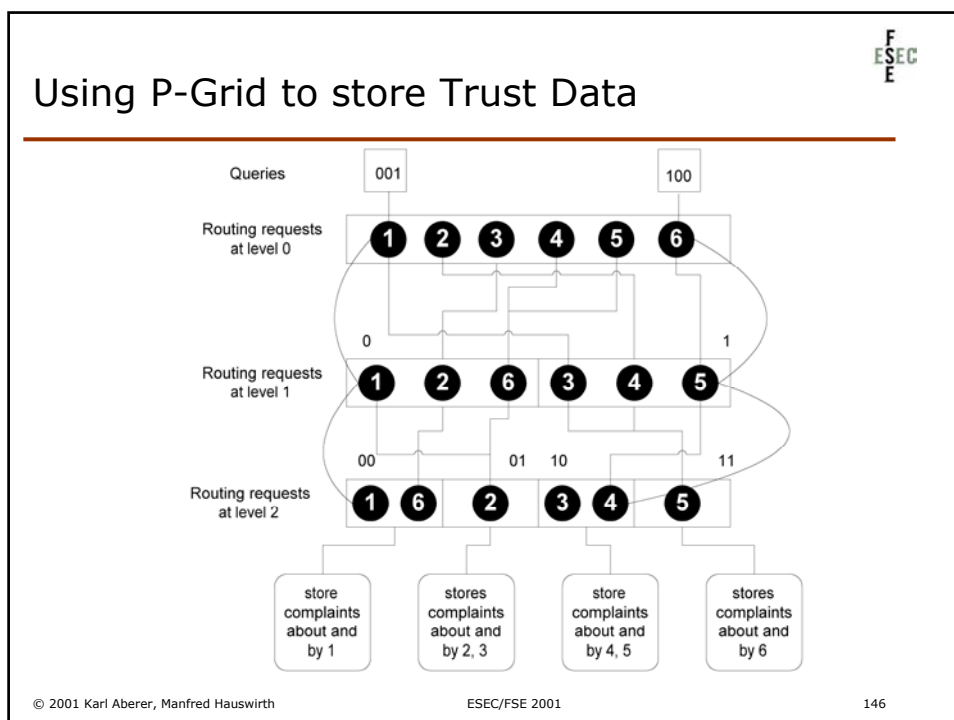 F
ESEC
E
Using P-Grid to store Trust Data
Queries
001
100
Routing requests
at level 0
1 2 3 4 5 6
0 1
Routing requests
at level 1
1 2 6 3 4 5
00 01 10 11
Routing requests
at level 2
1 6 2 3 4 5
store
complaints
about and
by 1
stores
complaints
about and
by 2, 3
store
complaints
about and
by 4, 5
stores
complaints
about and
by 6
© 2001 Karl Aberer, Manfred Hauswirth ESEC/FSE 2001 146